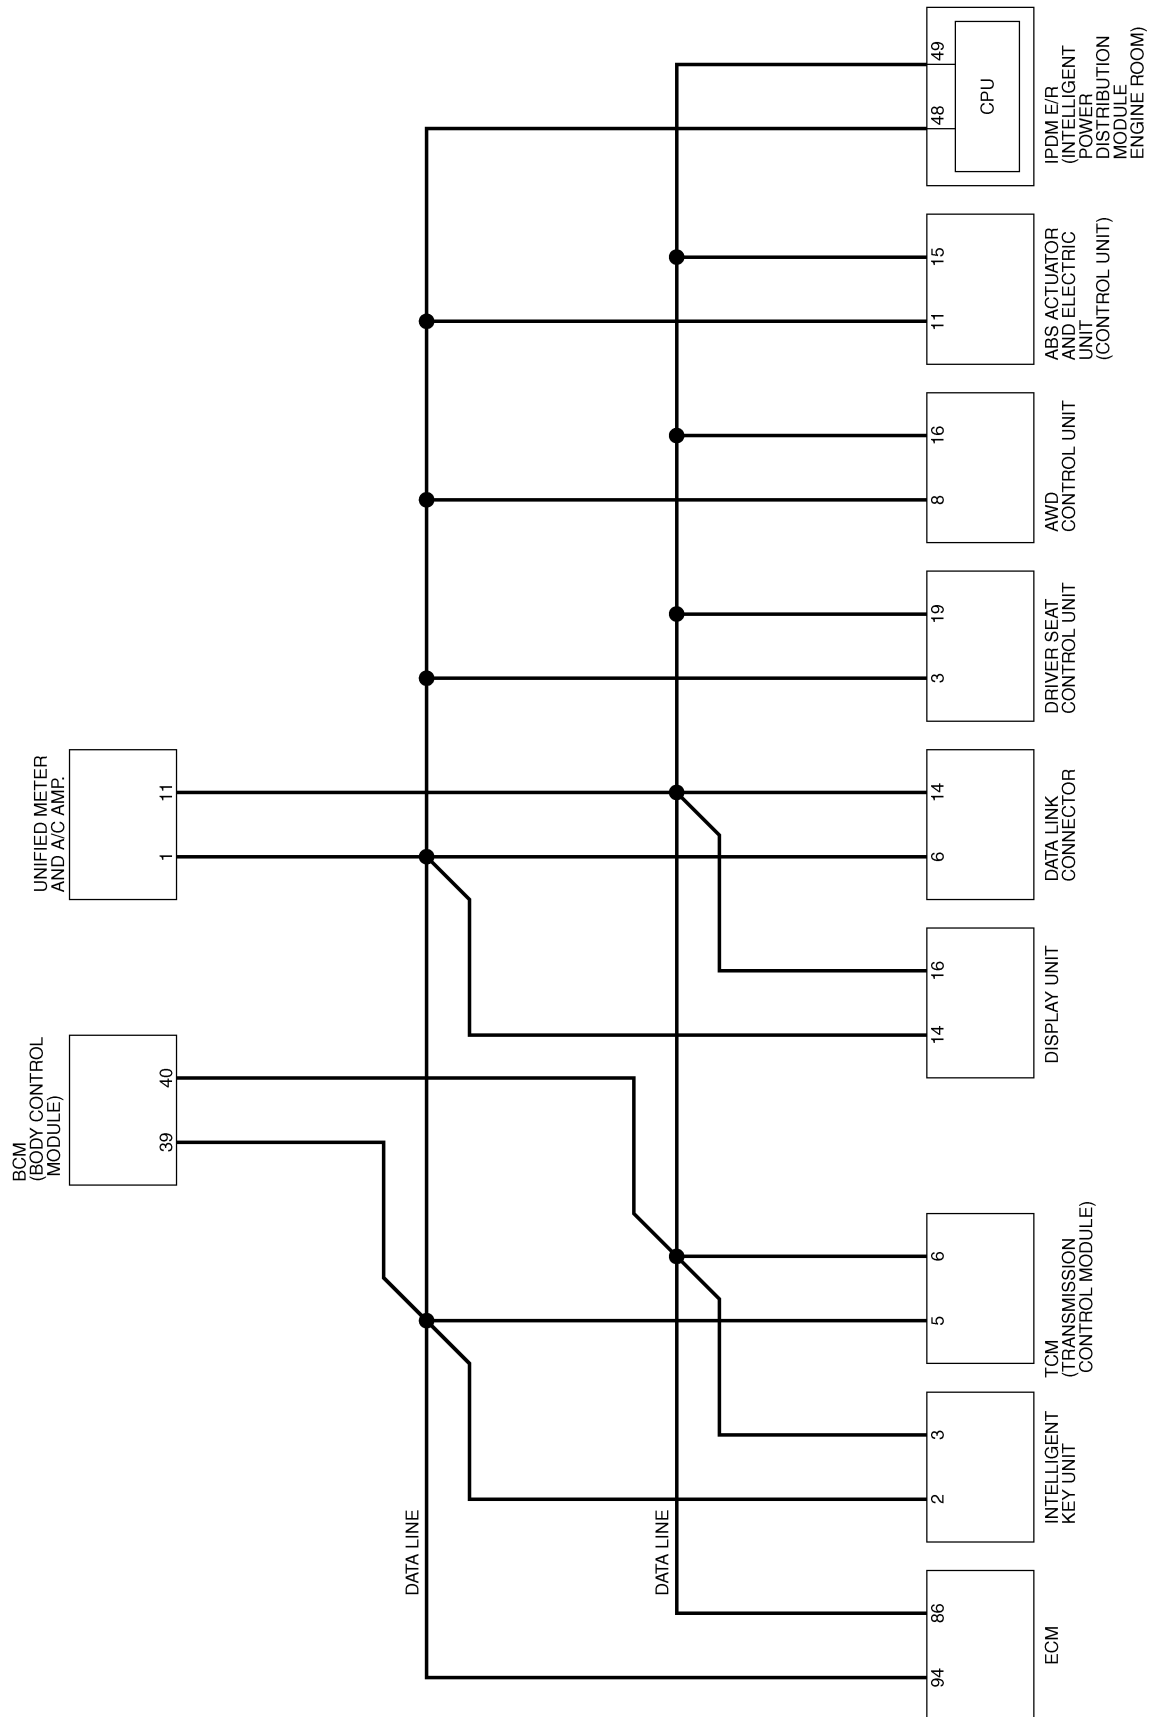 BCM
(BODY CONTROL
MODULE)
39
40
UNIFIED METER
AND A/C AMP.
1
11
DATA LINE
DATA LINE
94
86
ECM
2
3
INTELLIGENT
KEY UNIT
5
6
TCM
(TRANSMISSION
CONTROL MODULE)
14
16
DISPLAY UNIT
6
14
DATA LINK
CONNECTOR
3
19
DRIVER SEAT
CONTROL UNIT
8
16
AWD
CONTROL UNIT
11
15
ABS ACTUATOR
AND ELECTRIC
UNIT
(CONTROL UNIT)
48
49
CPU
IPDM E/R
(INTELLIGENT
POWER
DISTRIBUTION
MODULE
ENGINE ROOM)